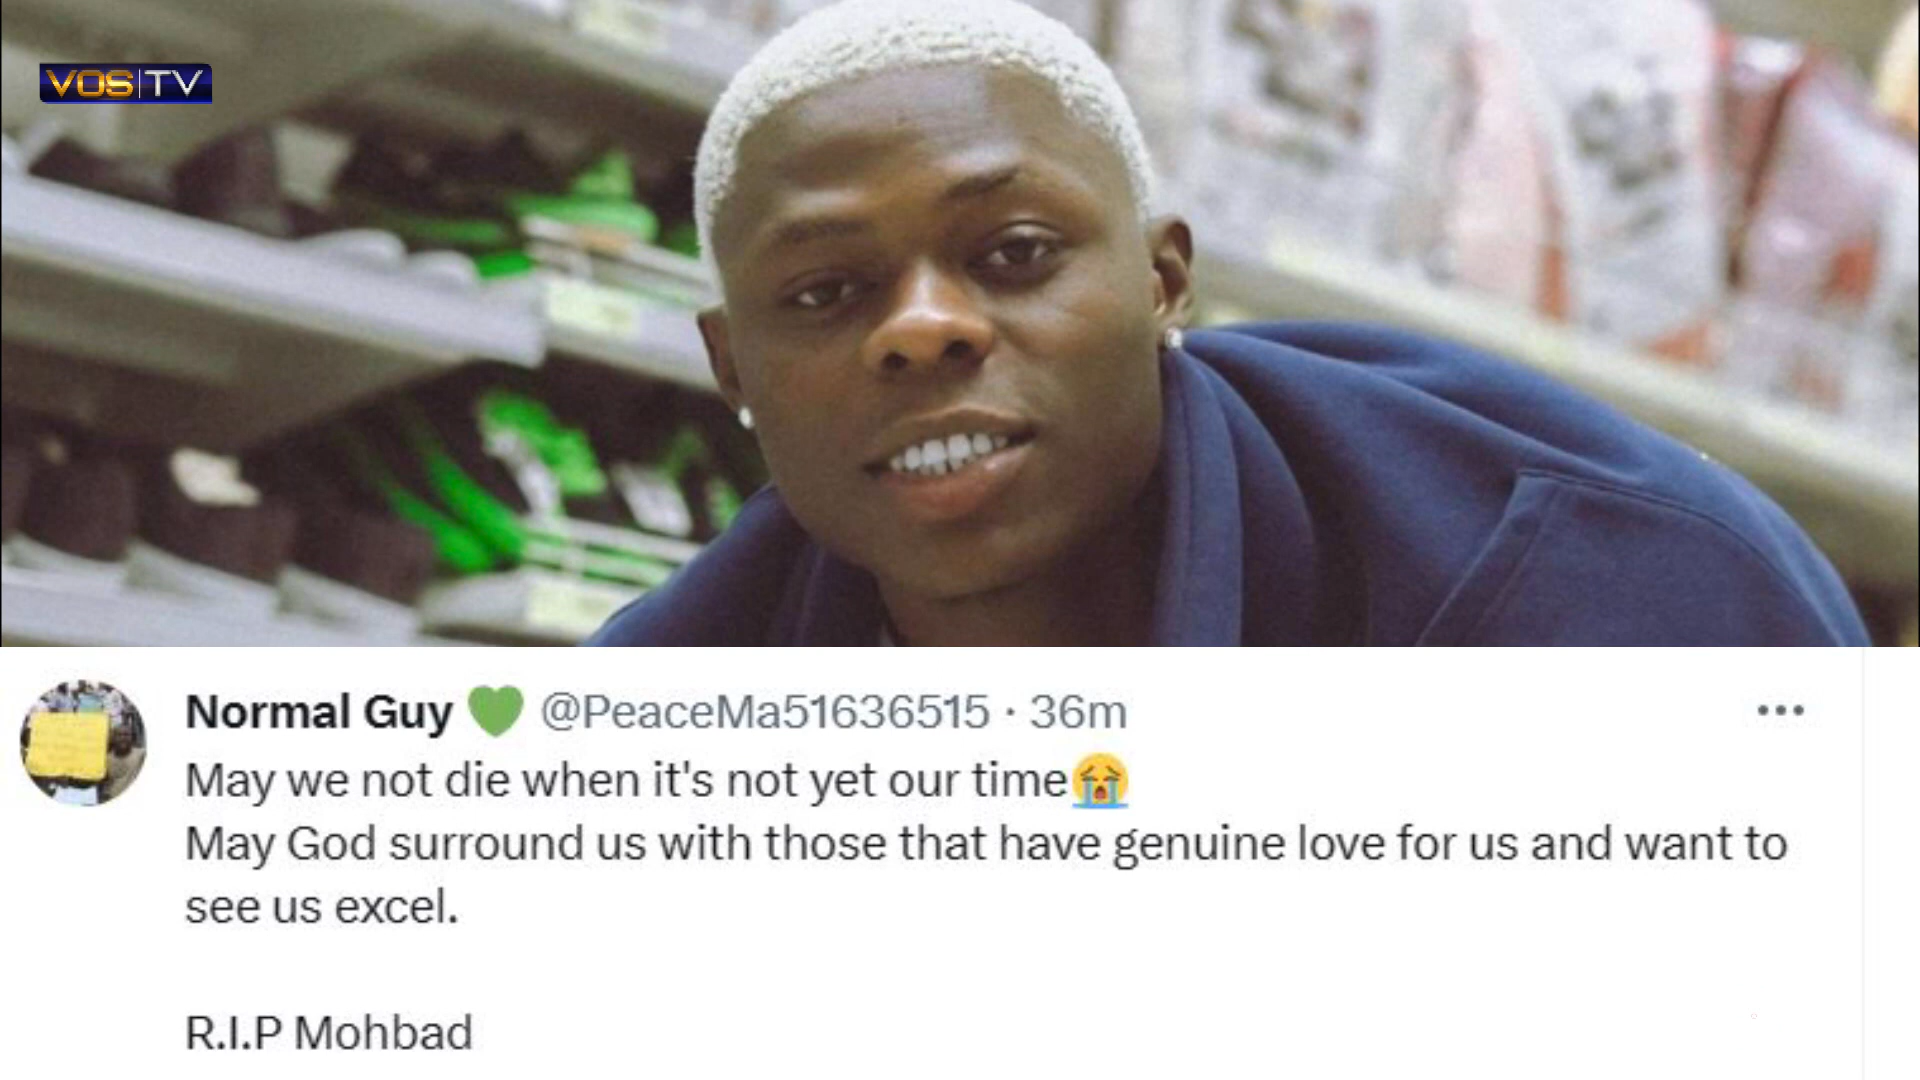 VOS|TV
Normal Guy 💚 @PeaceMa51636515 · 36m
May we not die when it's not yet our time😭
May God surround us with those that have genuine love for us and want to
see us excel.
R.I.P Mohbad